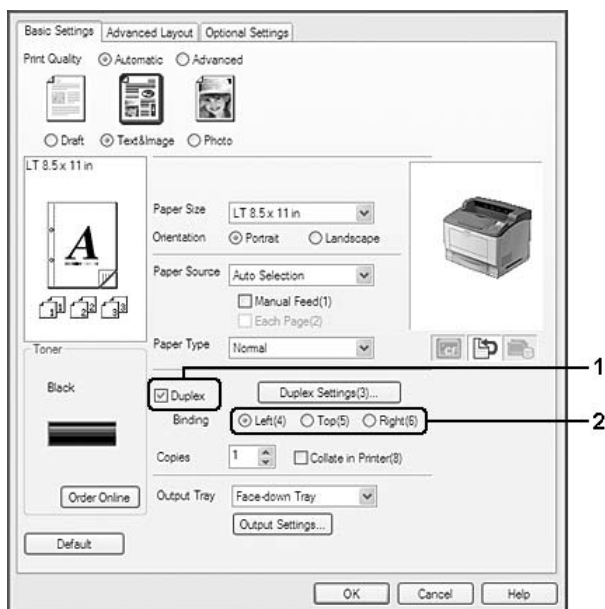 Basic Settings Advanced Layout Optional Settings
Print Quality Automatic Advanced
Draft Text&Image Photo
LT 8.5 x 11 in
A
Paper Size LT 8.5 x 11 in
Orientation Portrait Landscape
Paper Source Auto Selection
Manual Feed(1)
Each Page(2)
Paper Type Normal
1 2 3
Toner
Black
Duplex Duplex Settings(3)... 1
Binding Left(4) Top(5) Right(6) 2
Copies 1 Collate in Printer(8)
Order Online
Output Tray Face-down Tray
Output Settings...
Default
OK Cancel Help